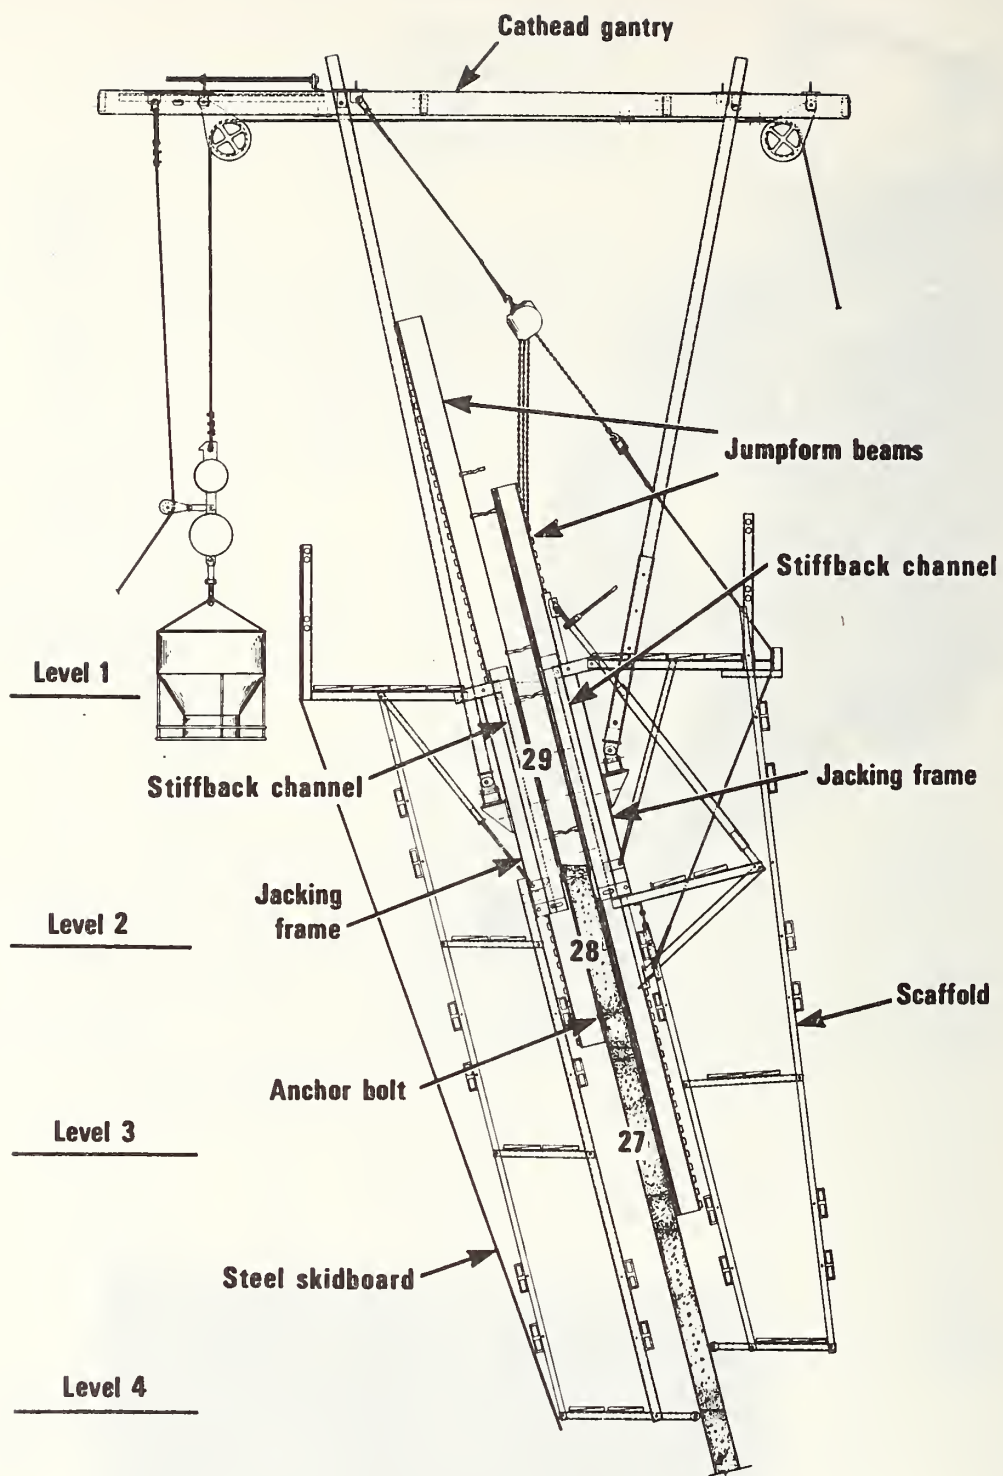 Cathead gantry
Jumpform beams
Stiffback channel
Level 1
29
Stiffback channel
Jacking frame
Jacking
frame
Level 2
28
Scaffold
Anchor bolt
Level 3
27
Steel skidboard
Level 4